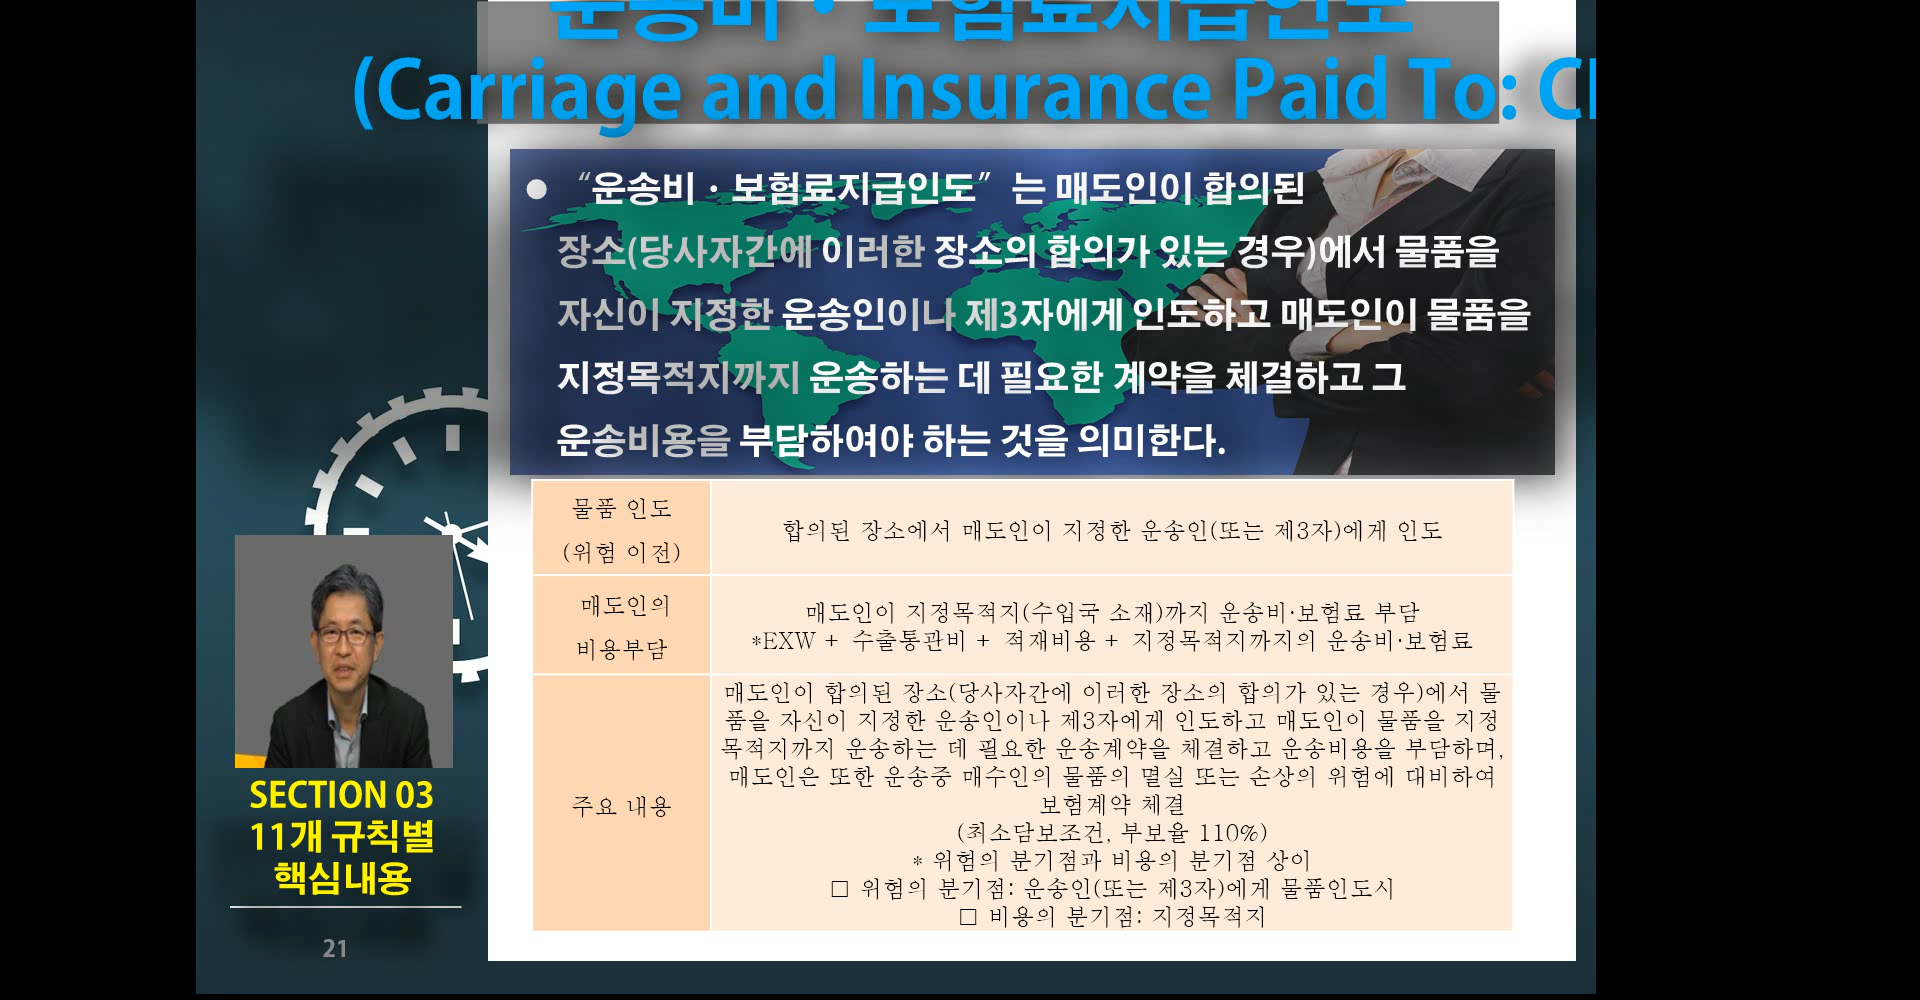 운송비·보험료지급인도
(Carriage and Insurance Paid To: CI
● “운송비 · 보험료지급인도” 는 매도인이 합의된
장소(당사자간에 이러한 장소의 합의가 있는 경우)에서 물품을
자신이 지정한 운송인이나 제3자에게 인도하고 매도인이 물품을
지정목적지까지 운송하는 데 필요한 계약을 체결하고 그
운송비용을 부담하여야 하는 것을 의미한다.
물품 인도
(위험 이전)
합의된 장소에서 매도인이 지정한 운송인(또는 제3자)에게 인도
매도인의
비용부담
매도인이 지정목적지(수입국 소재)까지 운송비·보험료 부담
*EXW + 수출통관비 + 적재비용 + 지정목적지까지의 운송비·보험료
주요 내용
매도인이 합의된 장소(당사자간에 이러한 장소의 합의가 있는 경우)에서 물
품을 자신이 지정한 운송인이나 제3자에게 인도하고 매도인이 물품을 지정
목적지까지 운송하는 데 필요한 운송계약을 체결하고 운송비용을 부담하며,
매도인은 또한 운송중 매수인의 물품의 멸실 또는 손상의 위험에 대비하여
보험계약 체결
(최소담보조건, 부보율 110%)
* 위험의 분기점과 비용의 분기점 상이
□ 위험의 분기점: 운송인(또는 제3자)에게 물품인도시
□ 비용의 분기점: 지정목적지
SECTION 03
11개 규칙별
핵심내용
21